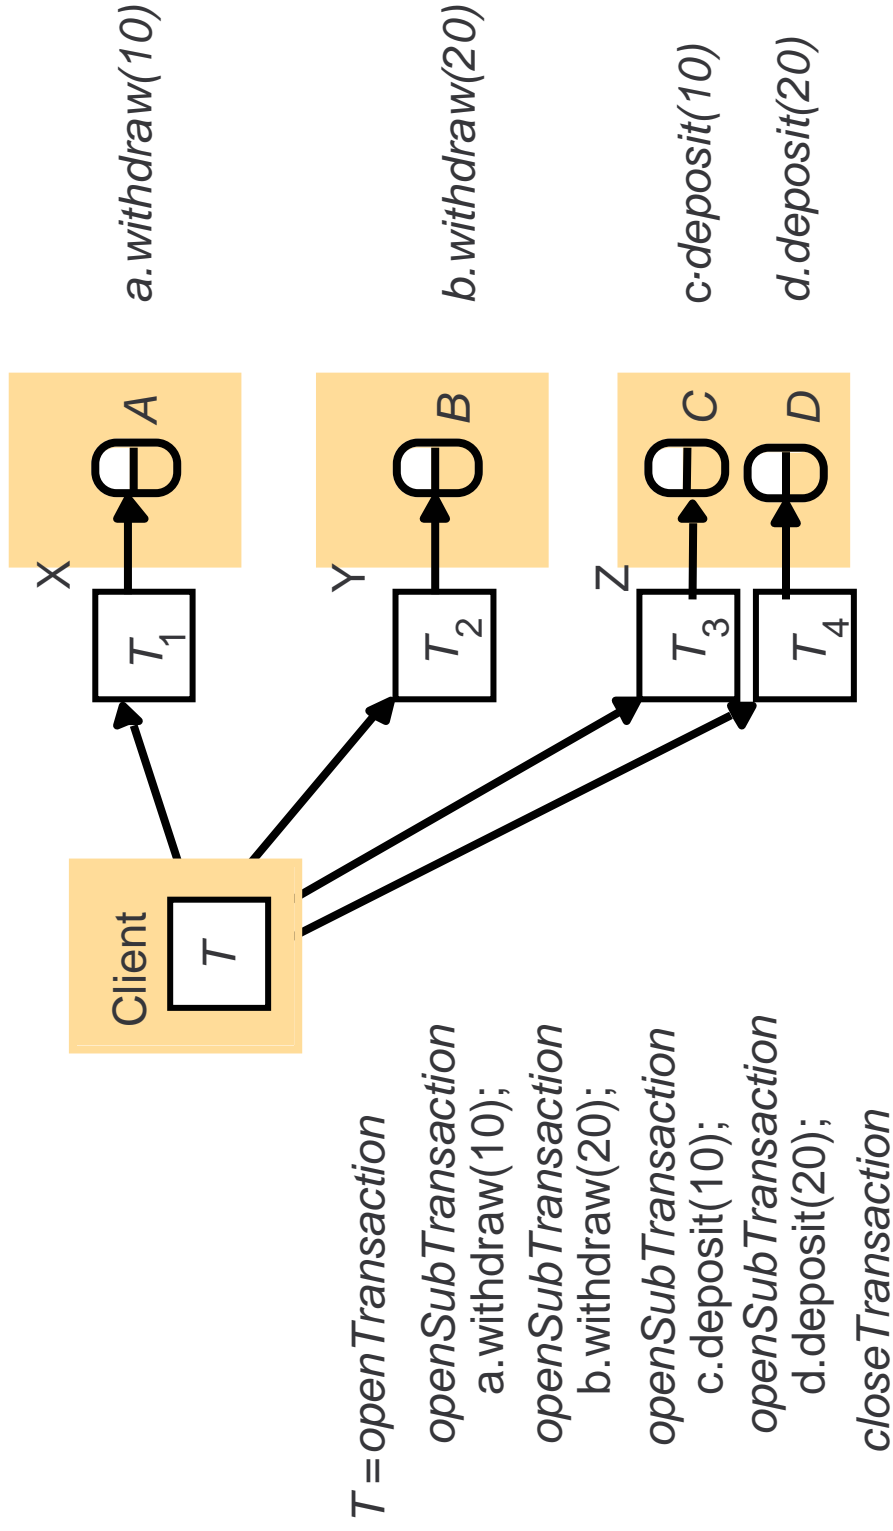 X
Client
T
T1
A
a.withdraw(10)
T = openTransaction
openSubTransaction
a.withdraw(10);
openSubTransaction
b.withdraw(20);
openSubTransaction
c.deposit(10);
openSubTransaction
d.deposit(20);
closeTransaction
Y
T2
B
b.withdraw(20)
Z
T3
C
c·deposit(10)
T4
D
d.deposit(20)